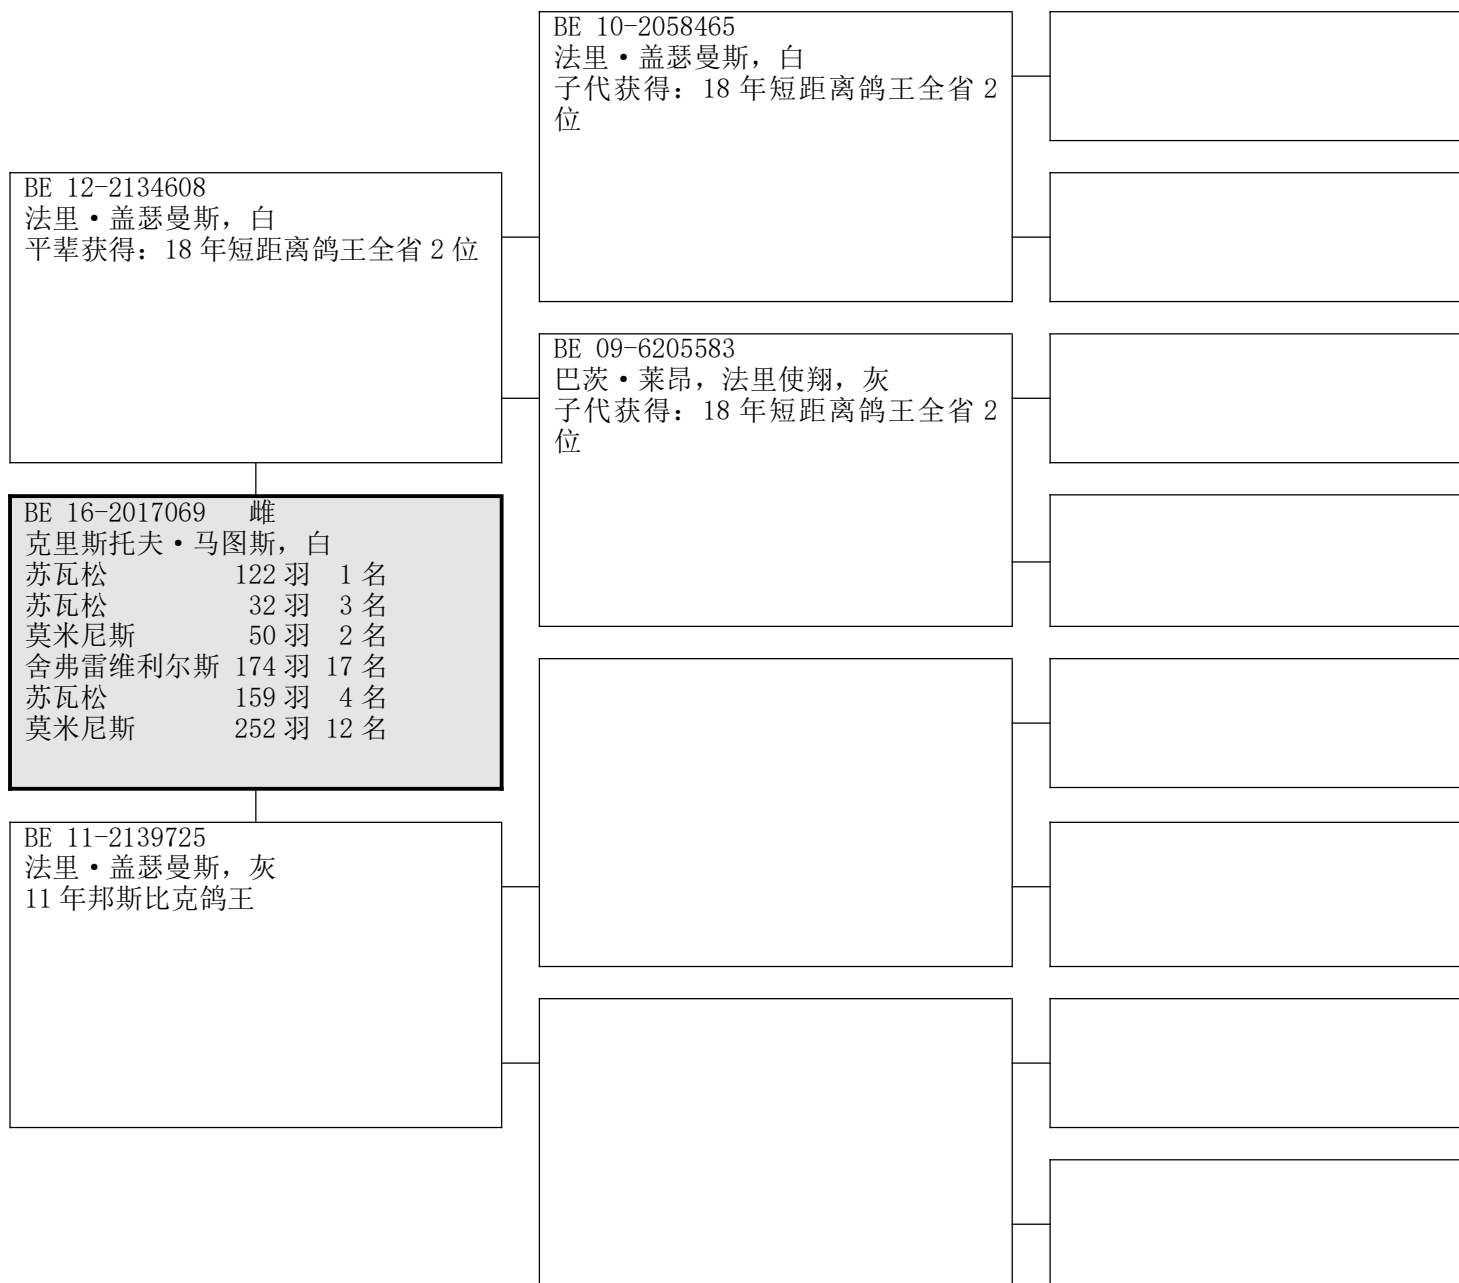 BE 10-2058465
法里·盖瑟曼斯，白
子代获得：18 年短距离鸽王全省 2
位
BE 12-2134608
法里·盖瑟曼斯，白
平辈获得：18 年短距离鸽王全省 2 位
BE 09-6205583
巴茨·莱昂，法里使翔，灰
子代获得：18 年短距离鸽王全省 2
位
BE 16-2017069 雌
克里斯托夫·马图斯，白
苏瓦松 122 羽 1 名
苏瓦松 32 羽 3 名
莫米尼斯 50 羽 2 名
舍弗雷维利尔斯 174 羽 17 名
苏瓦松 159 羽 4 名
莫米尼斯 252 羽 12 名
BE 11-2139725
法里·盖瑟曼斯，灰
11 年邦斯比克鸽王